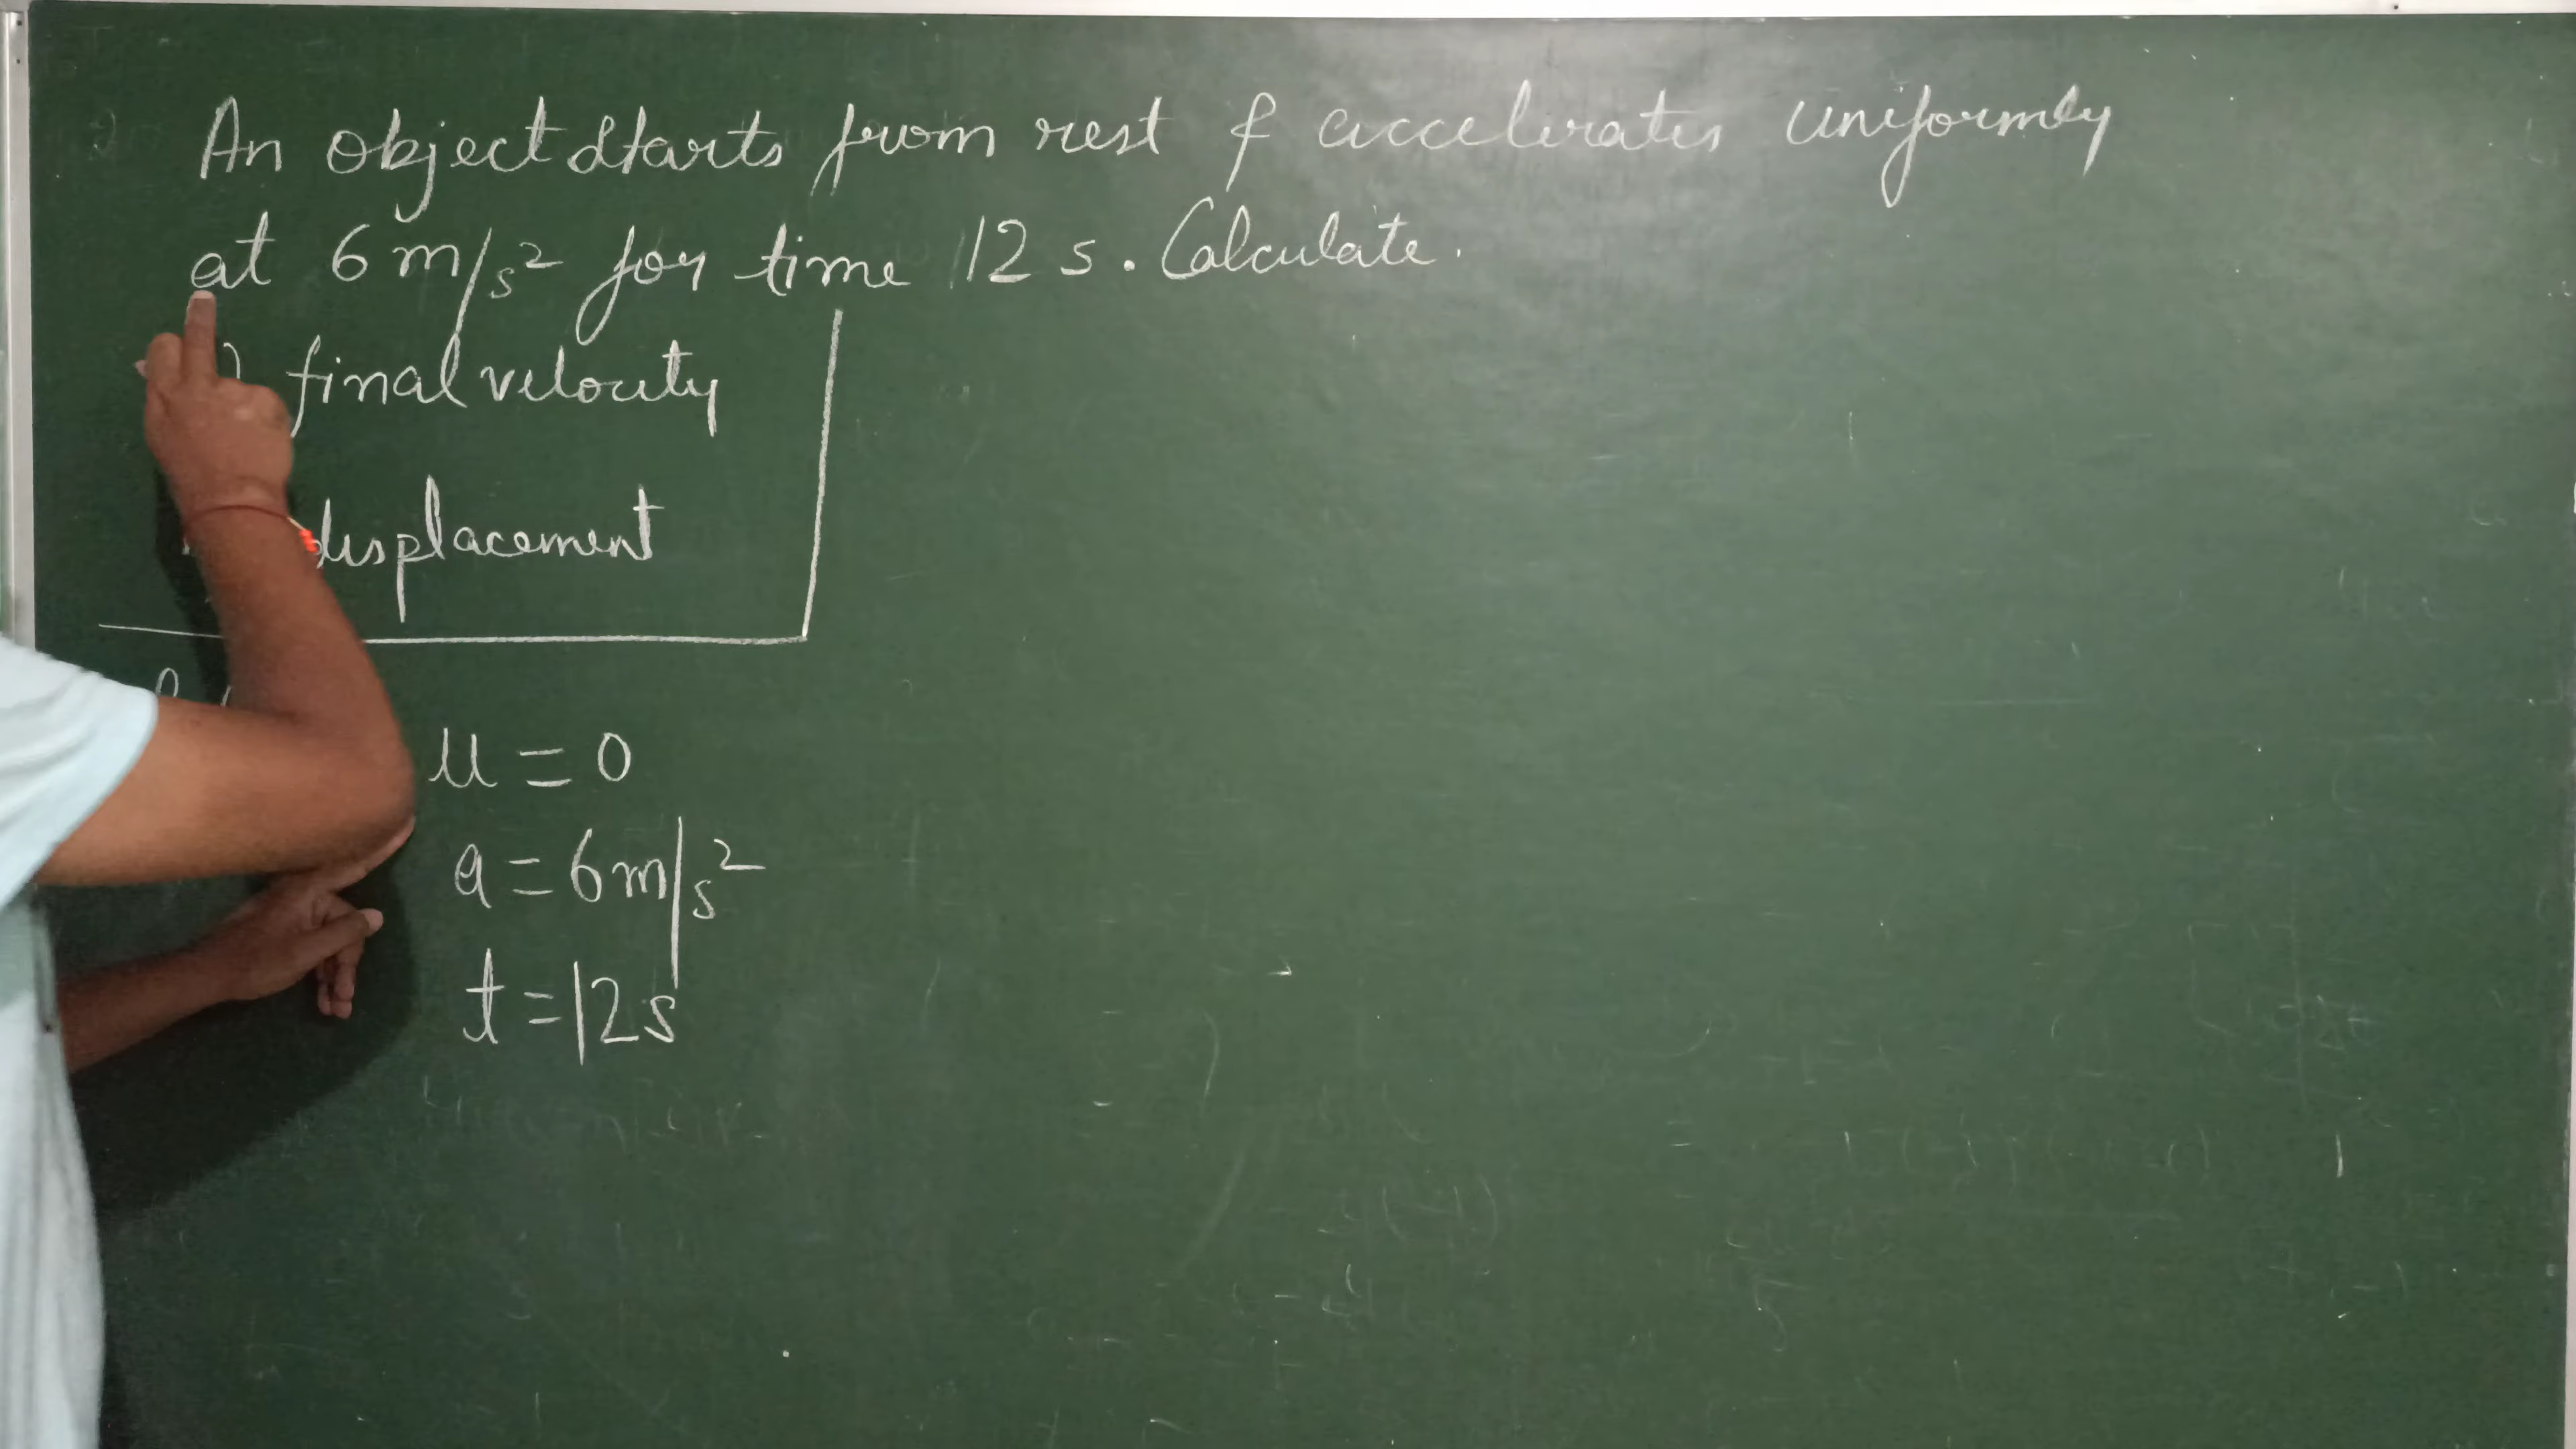 An object starts from rest & accelerates uniformly
at 6 m/s² for time 12 s. Calculate.
) final velocity
displacement
u = 0
a = 6 m/s²
t = 12 s